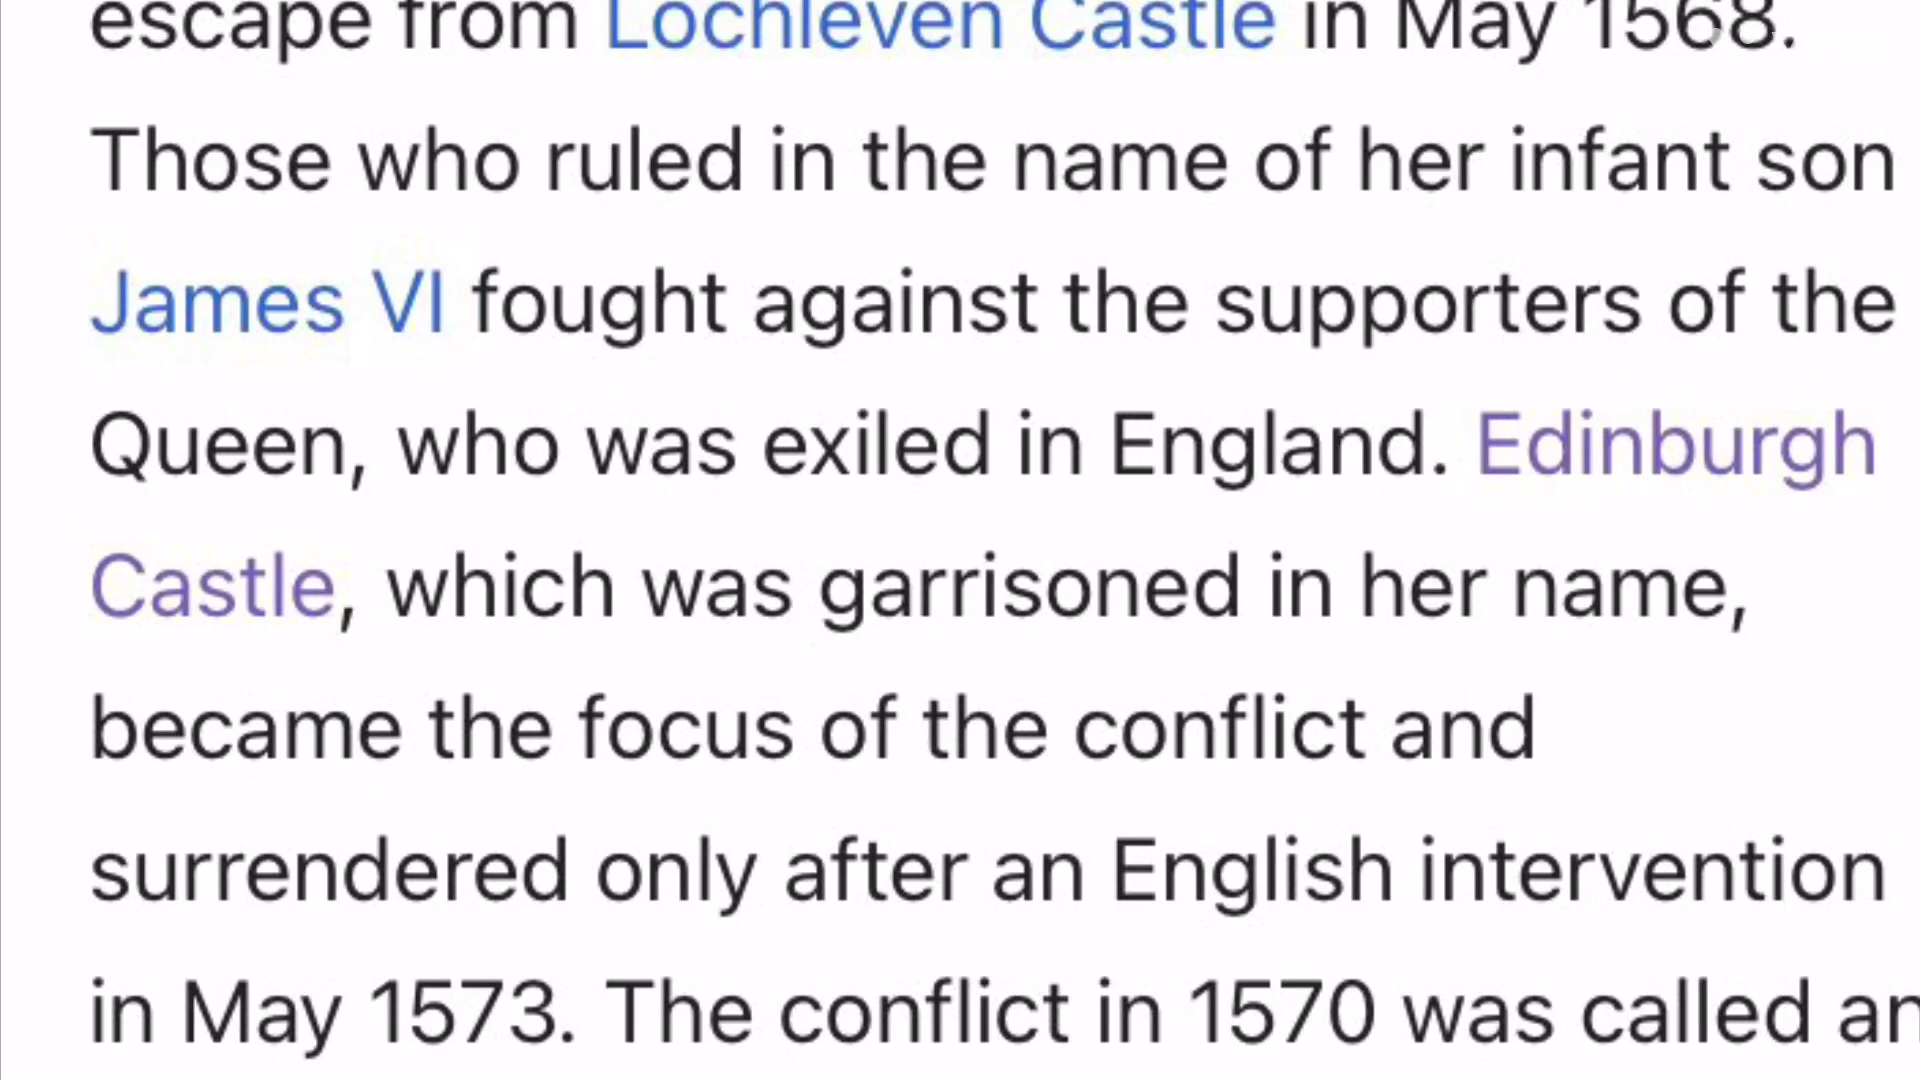 escape from Lochleven Castle in May 1568.
Those who ruled in the name of her infant son
James VI fought against the supporters of the
Queen, who was exiled in England. Edinburgh
Castle, which was garrisoned in her name,
became the focus of the conflict and
surrendered only after an English intervention
in May 1573. The conflict in 1570 was called an